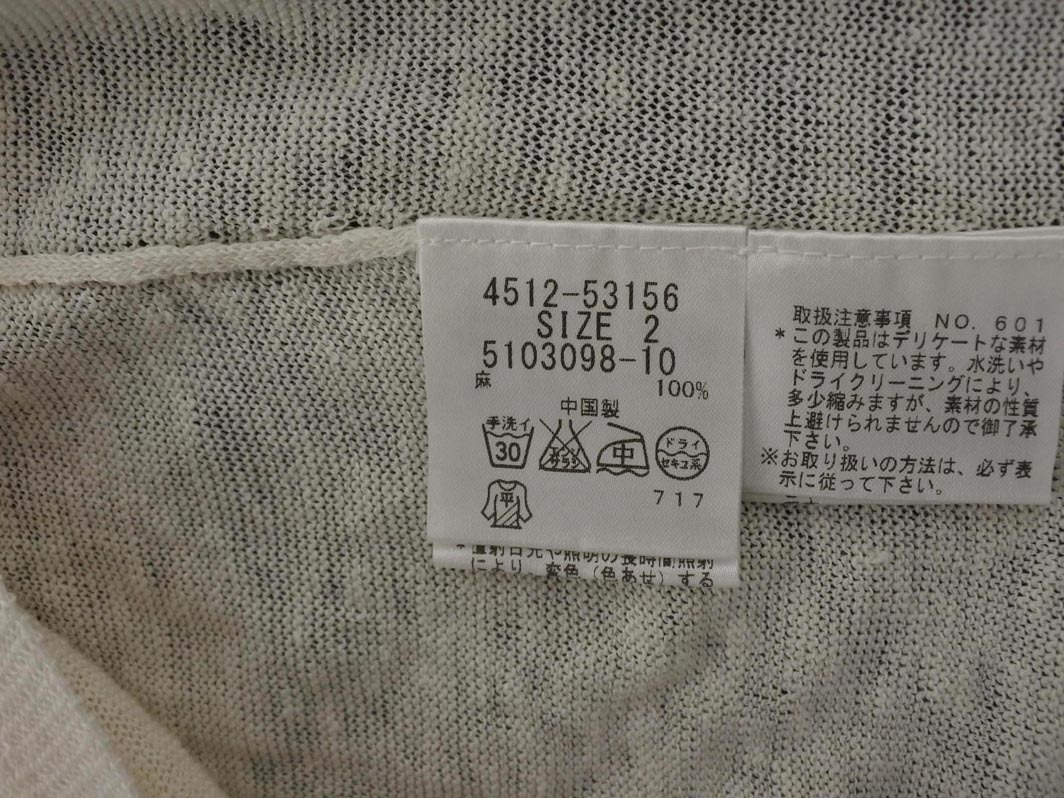 4512-53156
SIZE 2
5103098-10
麻
100%
中国製
手洗イ
30
エンソ
サラシ
中
ドライ
セキユ系
平
717
*直射日光や照明の長時間照射
により、変色(色あせ)する
取扱注意事項 NO. 601
*この製品はデリケートな素材
を使用しています。水洗いや
ドライクリーニングにより、
多少縮みますが、素材の性質
上避けられませんので御了承
下さい。
※お取り扱いの方法は、必ず表
示に従って下さい。